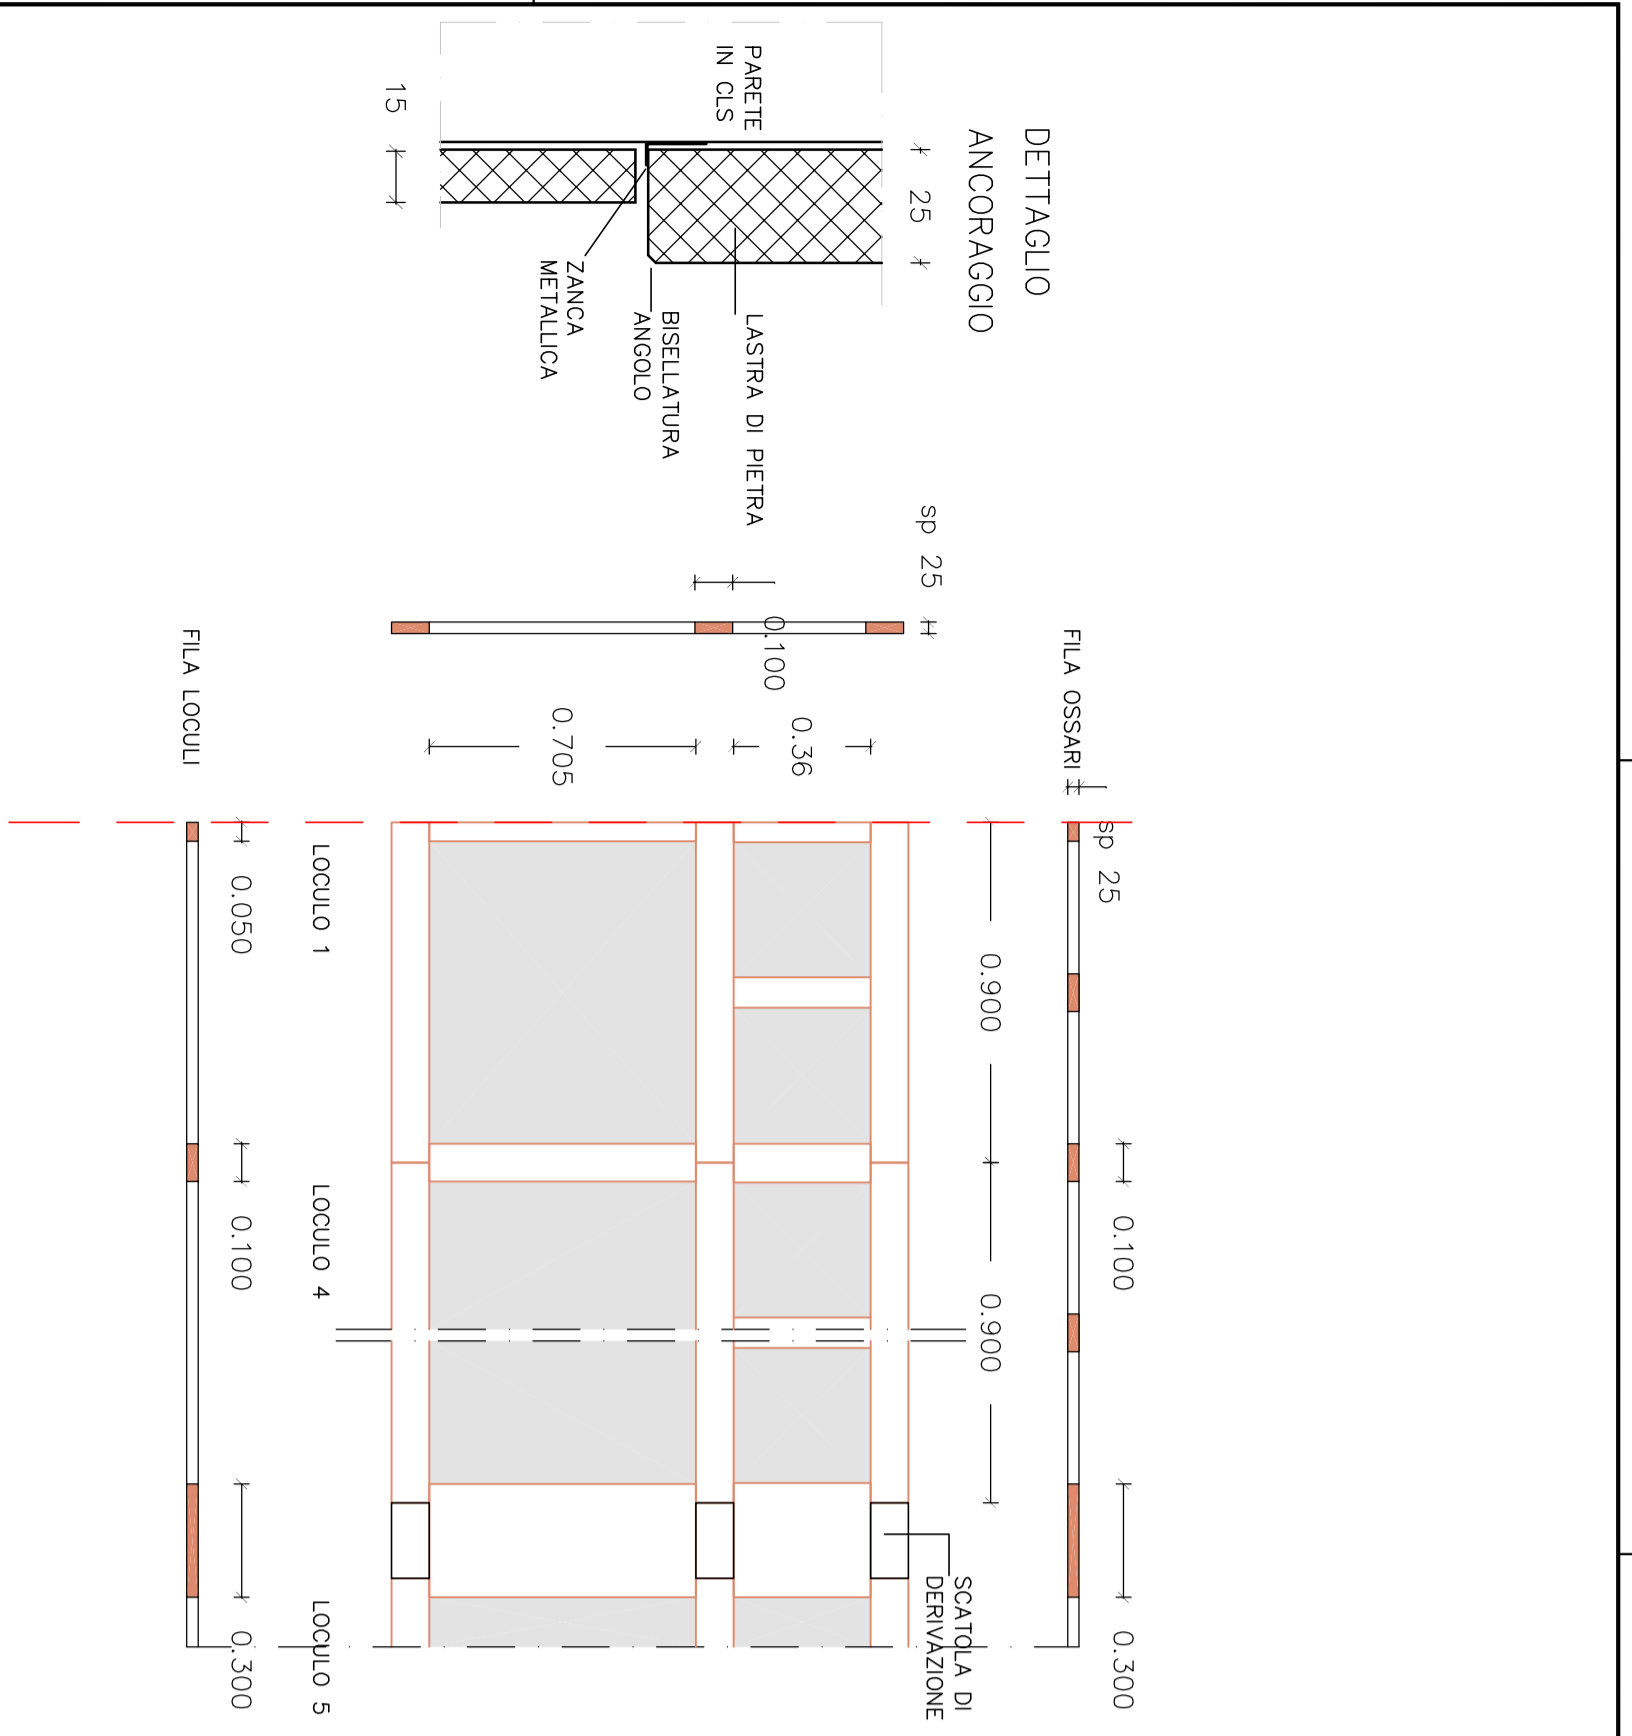 DETTAGLIO
ANCORAGGIO
25
PARETE
IN CLS
15
LASTRA DI PIETRA
BISELLATURA
ANGOLO
ZANCA
METALLICA
sp 25
0.100
0.36
0.705
FILA OSSARI
sp 25
0.100
0.300
0.900
0.900
SCATOLA DI
DERIVAZIONE
LOCULO 1
LOCULO 4
LOCULO 5
FILA LOCULI
0.050
0.100
0.300